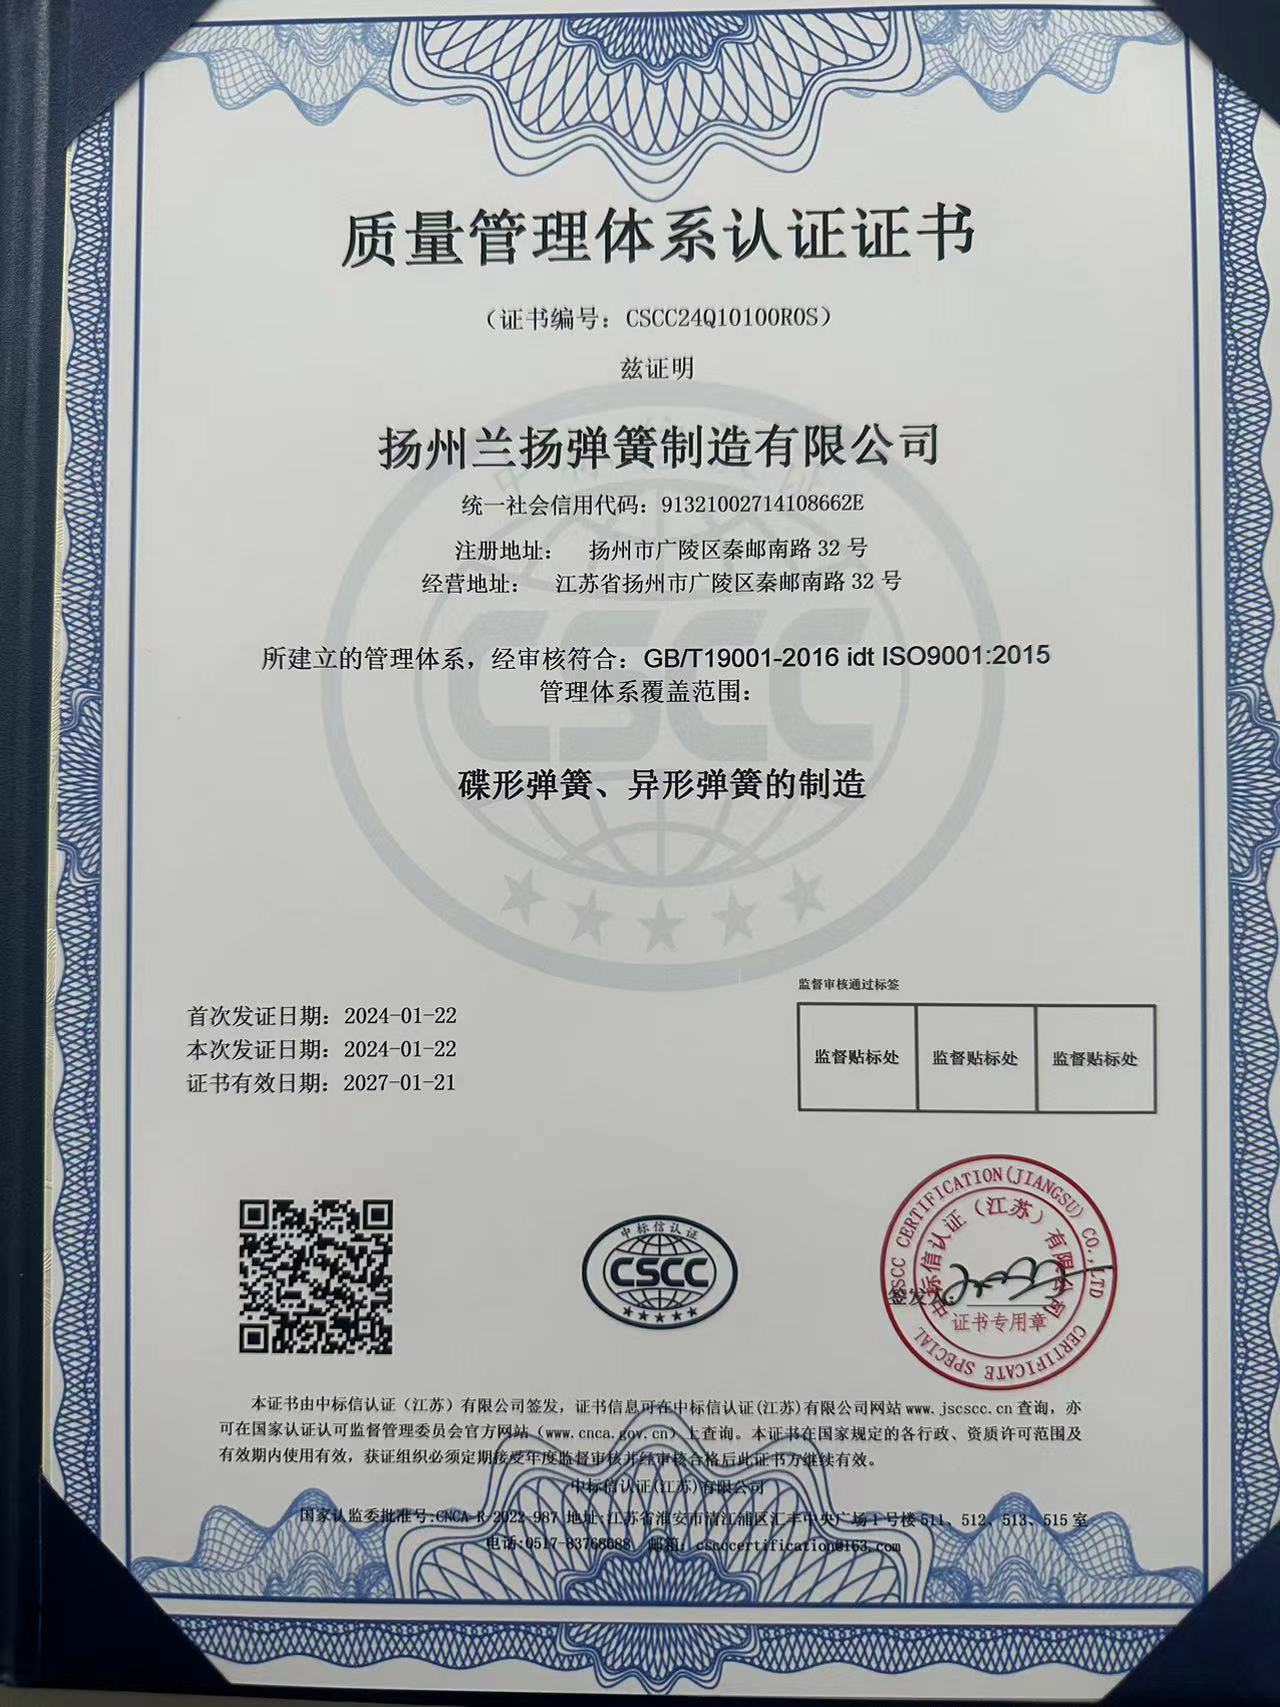 质量管理体系认证证书
（证书编号：CSCC24Q10100R0S）
兹证明
扬州兰扬弹簧制造有限公司
统一社会信用代码：91321002714108662E
注册地址： 扬州市广陵区秦邮南路 32 号
经营地址： 江苏省扬州市广陵区秦邮南路 32 号
所建立的管理体系，经审核符合：GB/T19001-2016 idt ISO9001:2015
管理体系覆盖范围：
CSCC
碟形弹簧、异形弹簧的制造
监督审核通过标签
首次发证日期：2024-01-22
本次发证日期：2024-01-22
证书有效日期：2027-01-21
监督贴标处 监督贴标处 监督贴标处
中标信认证
CSCC
CSCC CERTIFICATION(JIANGSU) CO.,LTD
中标信认证（江苏）有限公司
签发人:
证书专用章
CERTIFICATE SPECIAL
本证书由中标信认证（江苏）有限公司签发，证书信息可在中标信认证(江苏)有限公司网站 www.jscscc.cn 查询，亦
可在国家认证认可监督管理委员会官方网站（www.cnca.gov.cn）上查询。本证书在国家规定的各行政、资质许可范围及
有效期内使用有效，获证组织必须定期接受年度监督审核并经审核合格后此证书方继续有效。
中标信认证(江苏)有限公司
国家认监委批准号:CNCA-R-2022-987 地址:江苏省淮安市清江浦区汇丰中央广场 1 号楼 511、512、513、515 室
电话:0517-83768688 邮箱：cscccertification@163.com